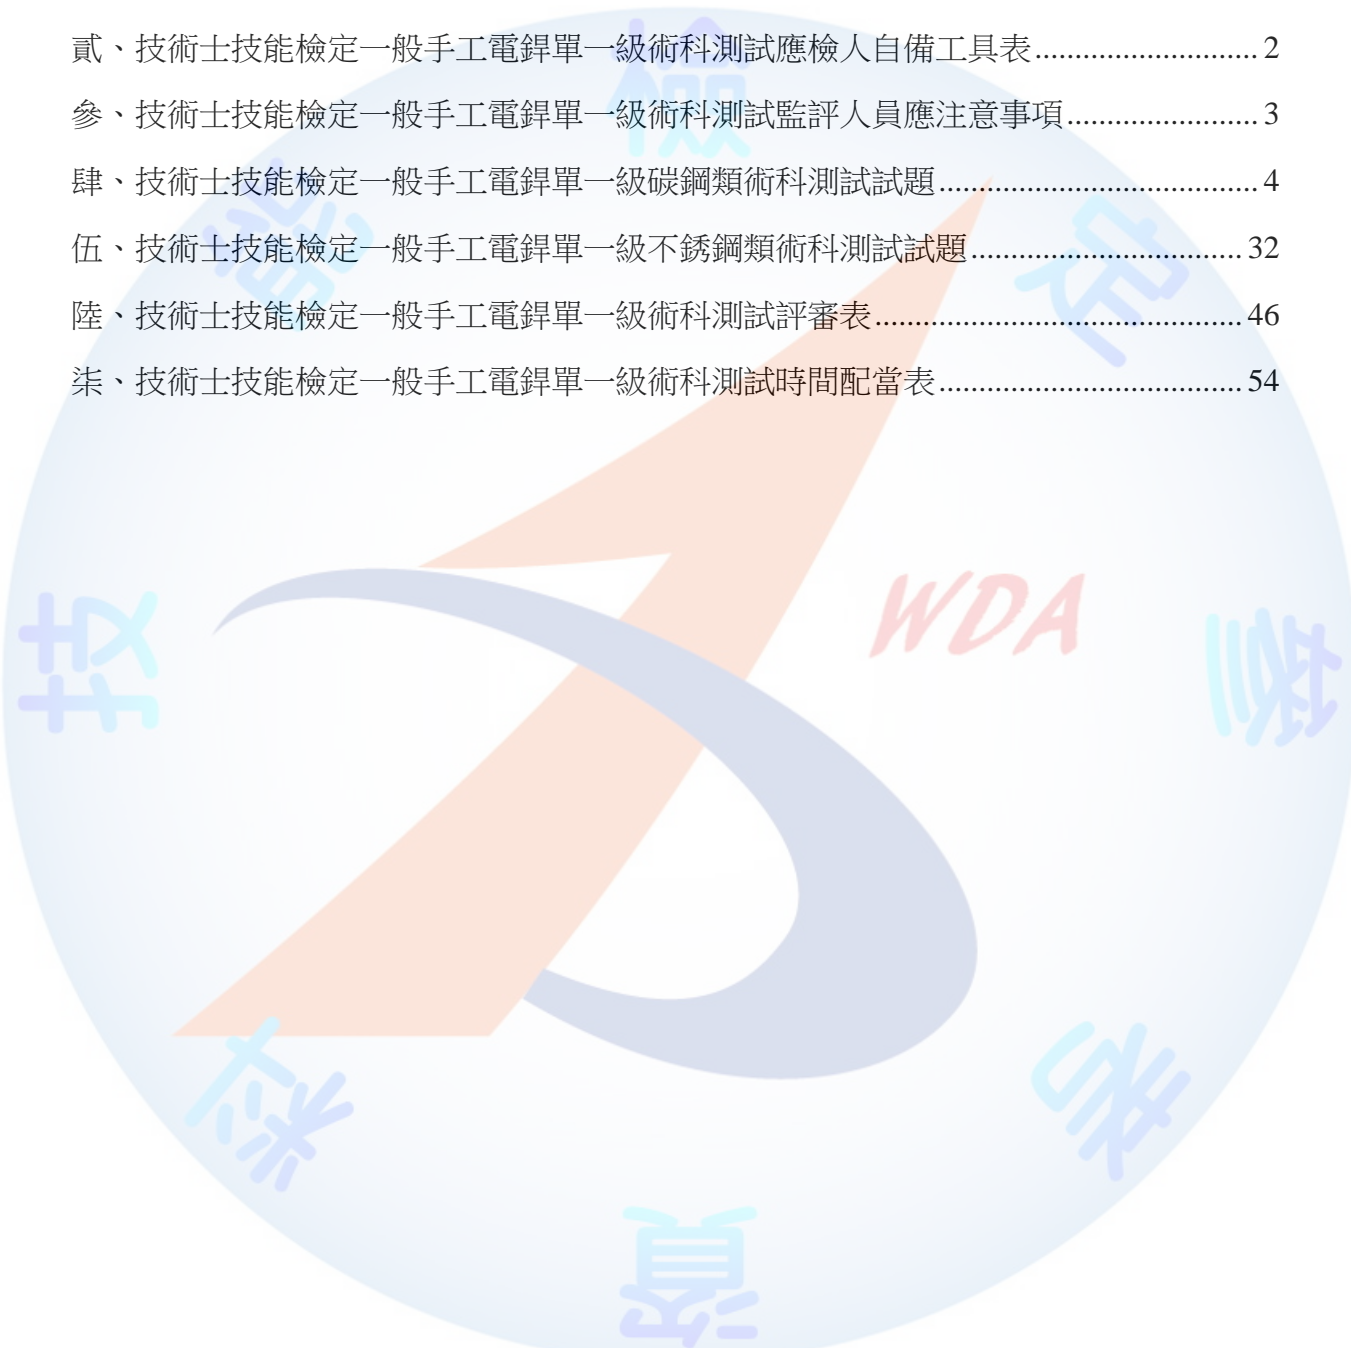 貳、技術士技能檢定一般手工電銲單一級術科測試應檢人自備工具表............................ 2
參、技術士技能檢定一般手工電銲單一級術科測試監評人員應注意事項........................ 3
肆、技術士技能檢定一般手工電銲單一級碳鋼類術科測試試題........................................ 4
伍、技術士技能檢定一般手工電銲單一級不銹鋼類術科測試試題.................................. 32
陸、技術士技能檢定一般手工電銲單一級術科測試評審表.............................................. 46
柒、技術士技能檢定一般手工電銲單一級術科測試時間配當表...................................... 54
WDA
技能檢定參考資料